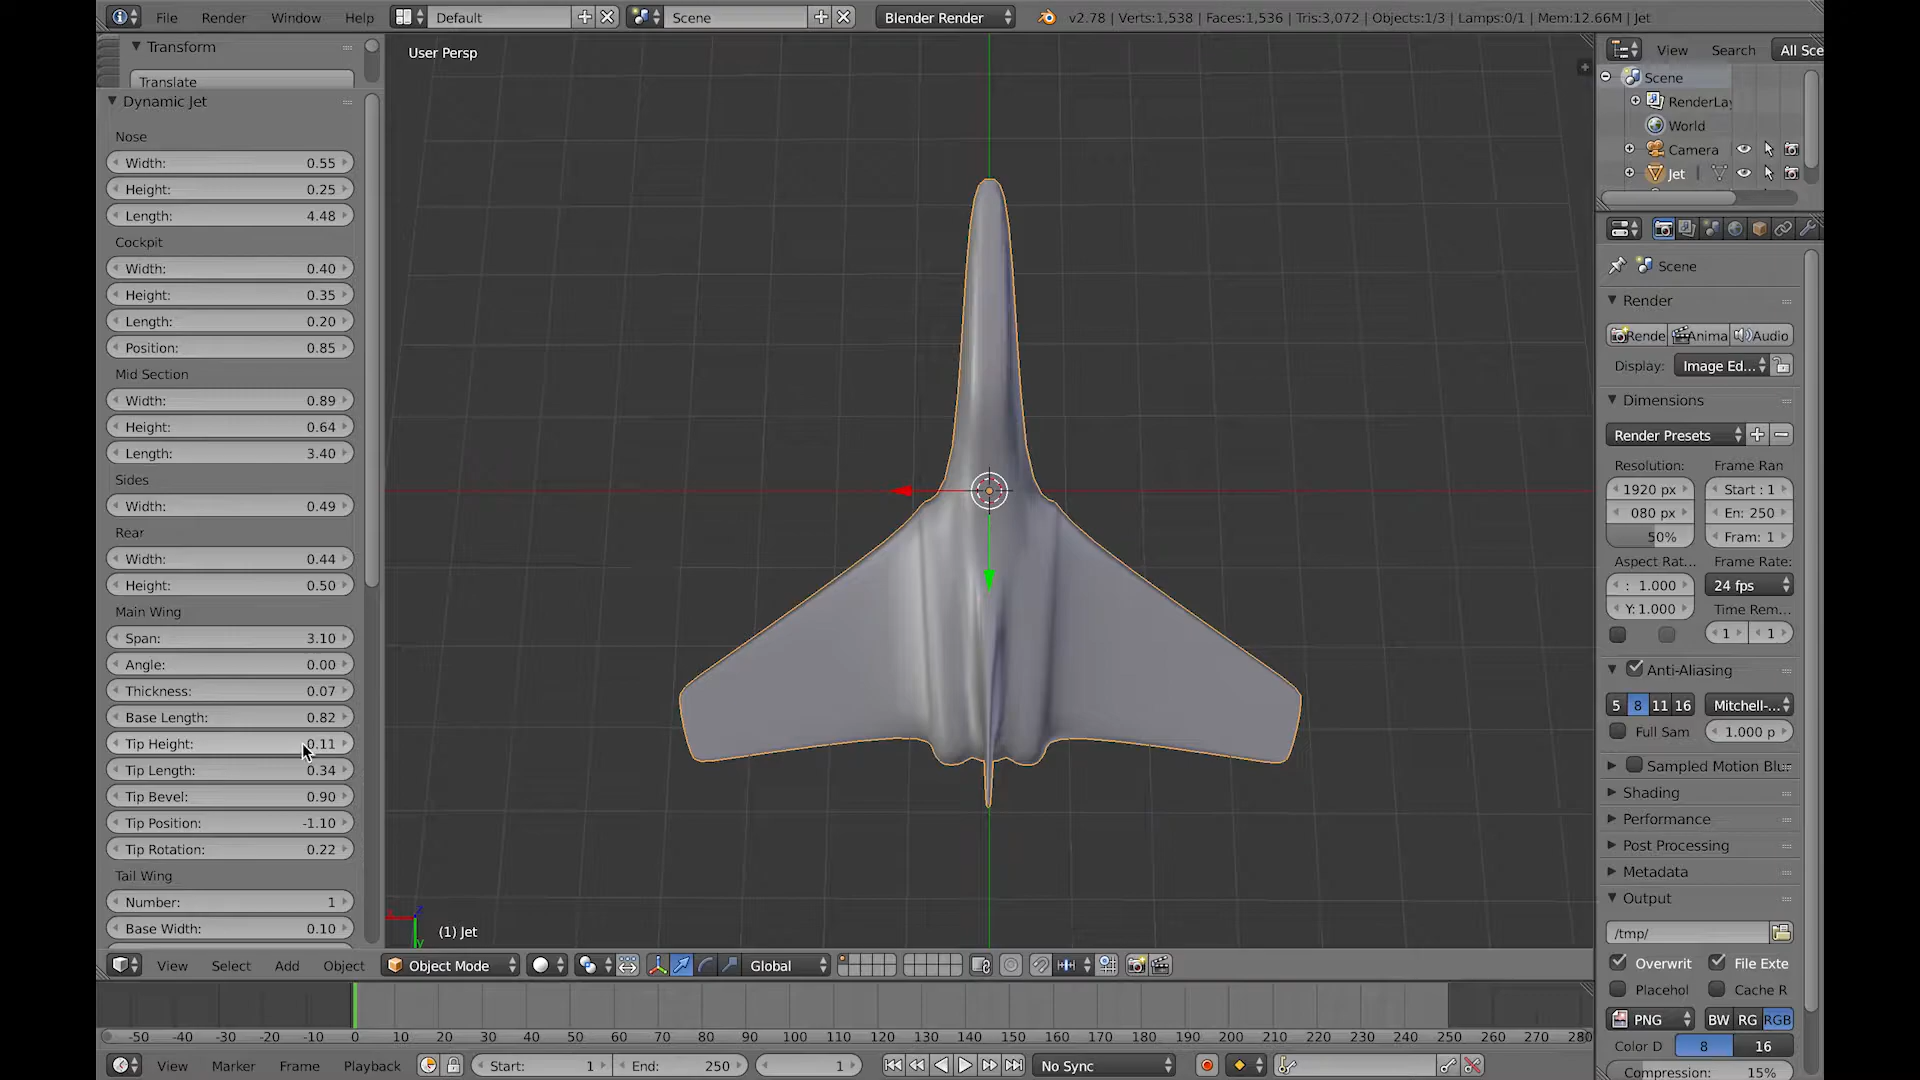 File Render Window Help Default Scene Blender Render v2.78 | Verts:1,538 | Faces:1,536 | Tris:3,072 | Objects:1/3 | Lamps:0/1 | Mem:12.66M | Jet
Transform
Translate
Dynamic Jet
Nose
Width: 0.55
Height: 0.25
Length: 4.48
Cockpit
Width: 0.40
Height: 0.35
Length: 0.20
Position: 0.85
Mid Section
Width: 0.89
Height: 0.64
Length: 3.40
Sides
Width: 0.49
Rear
Width: 0.44
Height: 0.50
Main Wing
Span: 3.10
Angle: 0.00
Thickness: 0.07
Base Length: 0.82
Tip Height: 0.11
Tip Length: 0.34
Tip Bevel: 0.90
Tip Position: -1.10
Tip Rotation: 0.22
Tail Wing
Number: 1
Base Width: 0.10
User Persp
(1) Jet
View Search All Sce
Scene
RenderLay
World
Camera
Jet
Scene
Render
Rende Anima Audio
Display: Image Ed...
Dimensions
Render Presets
Resolution: Frame Ran
1920 px Start : 1
080 px En: 250
50% Fram: 1
Aspect Rat... Frame Rate:
: 1.000 24 fps
Y: 1.000 Time Rem...
1 1
Anti-Aliasing
5 8 11 16 Mitchell-...
Full Sam 1.000 p
Sampled Motion Blur
Shading
Performance
Post Processing
Metadata
Output
/tmp/
Overwrit File Exte
Placehol Cache R
PNG BW RG RGB
Color D 8 16
Compression: 15%
View Select Add Object Object Mode Global
-50 -40 -30 -20 -10 0 10 20 30 40 50 60 70 80 90 100 110 120 130 140 150 160 170 180 190 200 210 220 230 240 250 260 270 280
View Marker Frame Playback Start: 1 End: 250 1 No Sync